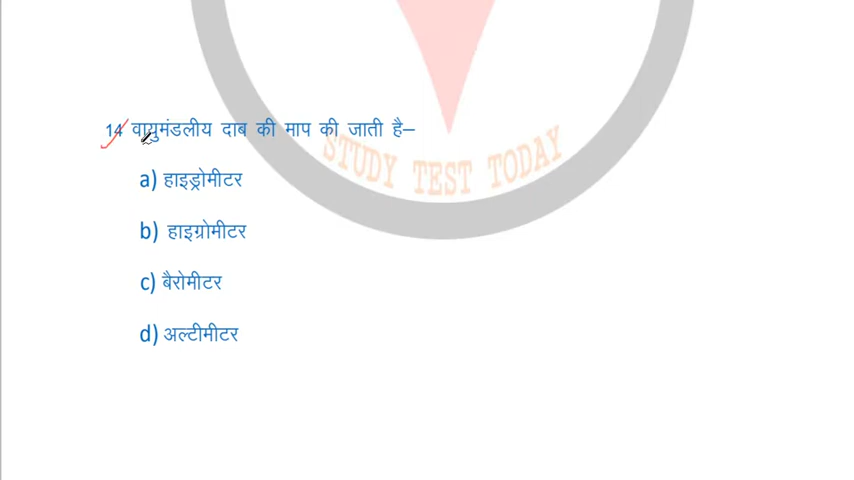 14 वायुमंडलीय दाब की माप की जाती है–
STUDY TEST TODAY
a) हाइड्रोमीटर
b) हाइग्रोमीटर
c) बैरोमीटर
d) अल्टीमीटर